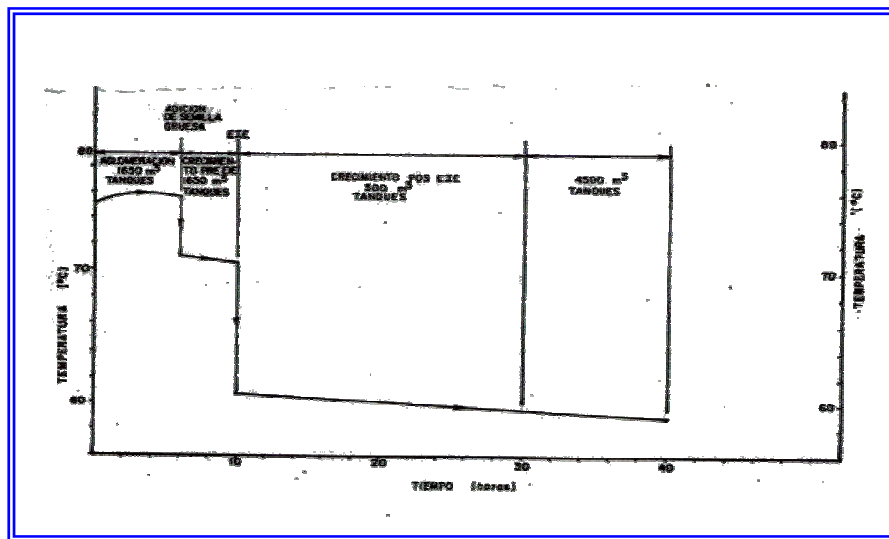 ADICION
DE SEMILLA
GRUESA
EIE
80
80
AGLOMERACION
1650 m³
TANQUES
CRECIMIEN-
TO PRE EIE
1650 m³
TANQUES
CRECIMIENTO POS EIE
500 m³
TANQUES
4500 m³
TANQUES
70
70
60
60
TEMPERATURA (ºC)
TEMPERATURA (ºC)
10
20
30
40
TIEMPO (horas)